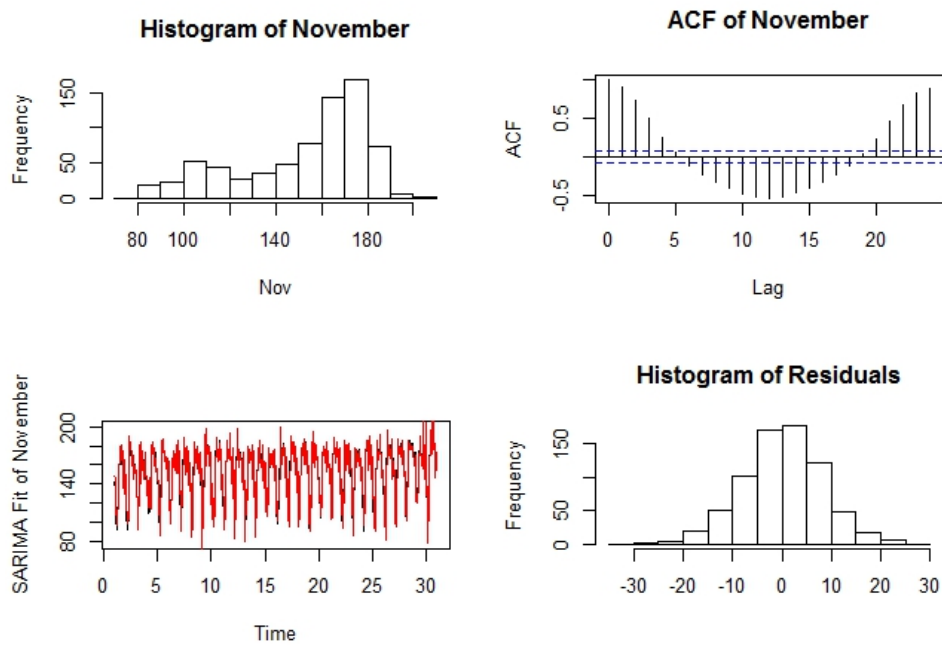 Histogram of November
Frequency
0 50 150
80 100 140 180
Nov
ACF of November
ACF
-0.5 0.5
0 5 10 15 20
Lag
SARIMA Fit of November
80 140 200
0 5 10 15 20 25 30
Time
Histogram of Residuals
Frequency
0 50 150
-30 -20 -10 0 10 20 30